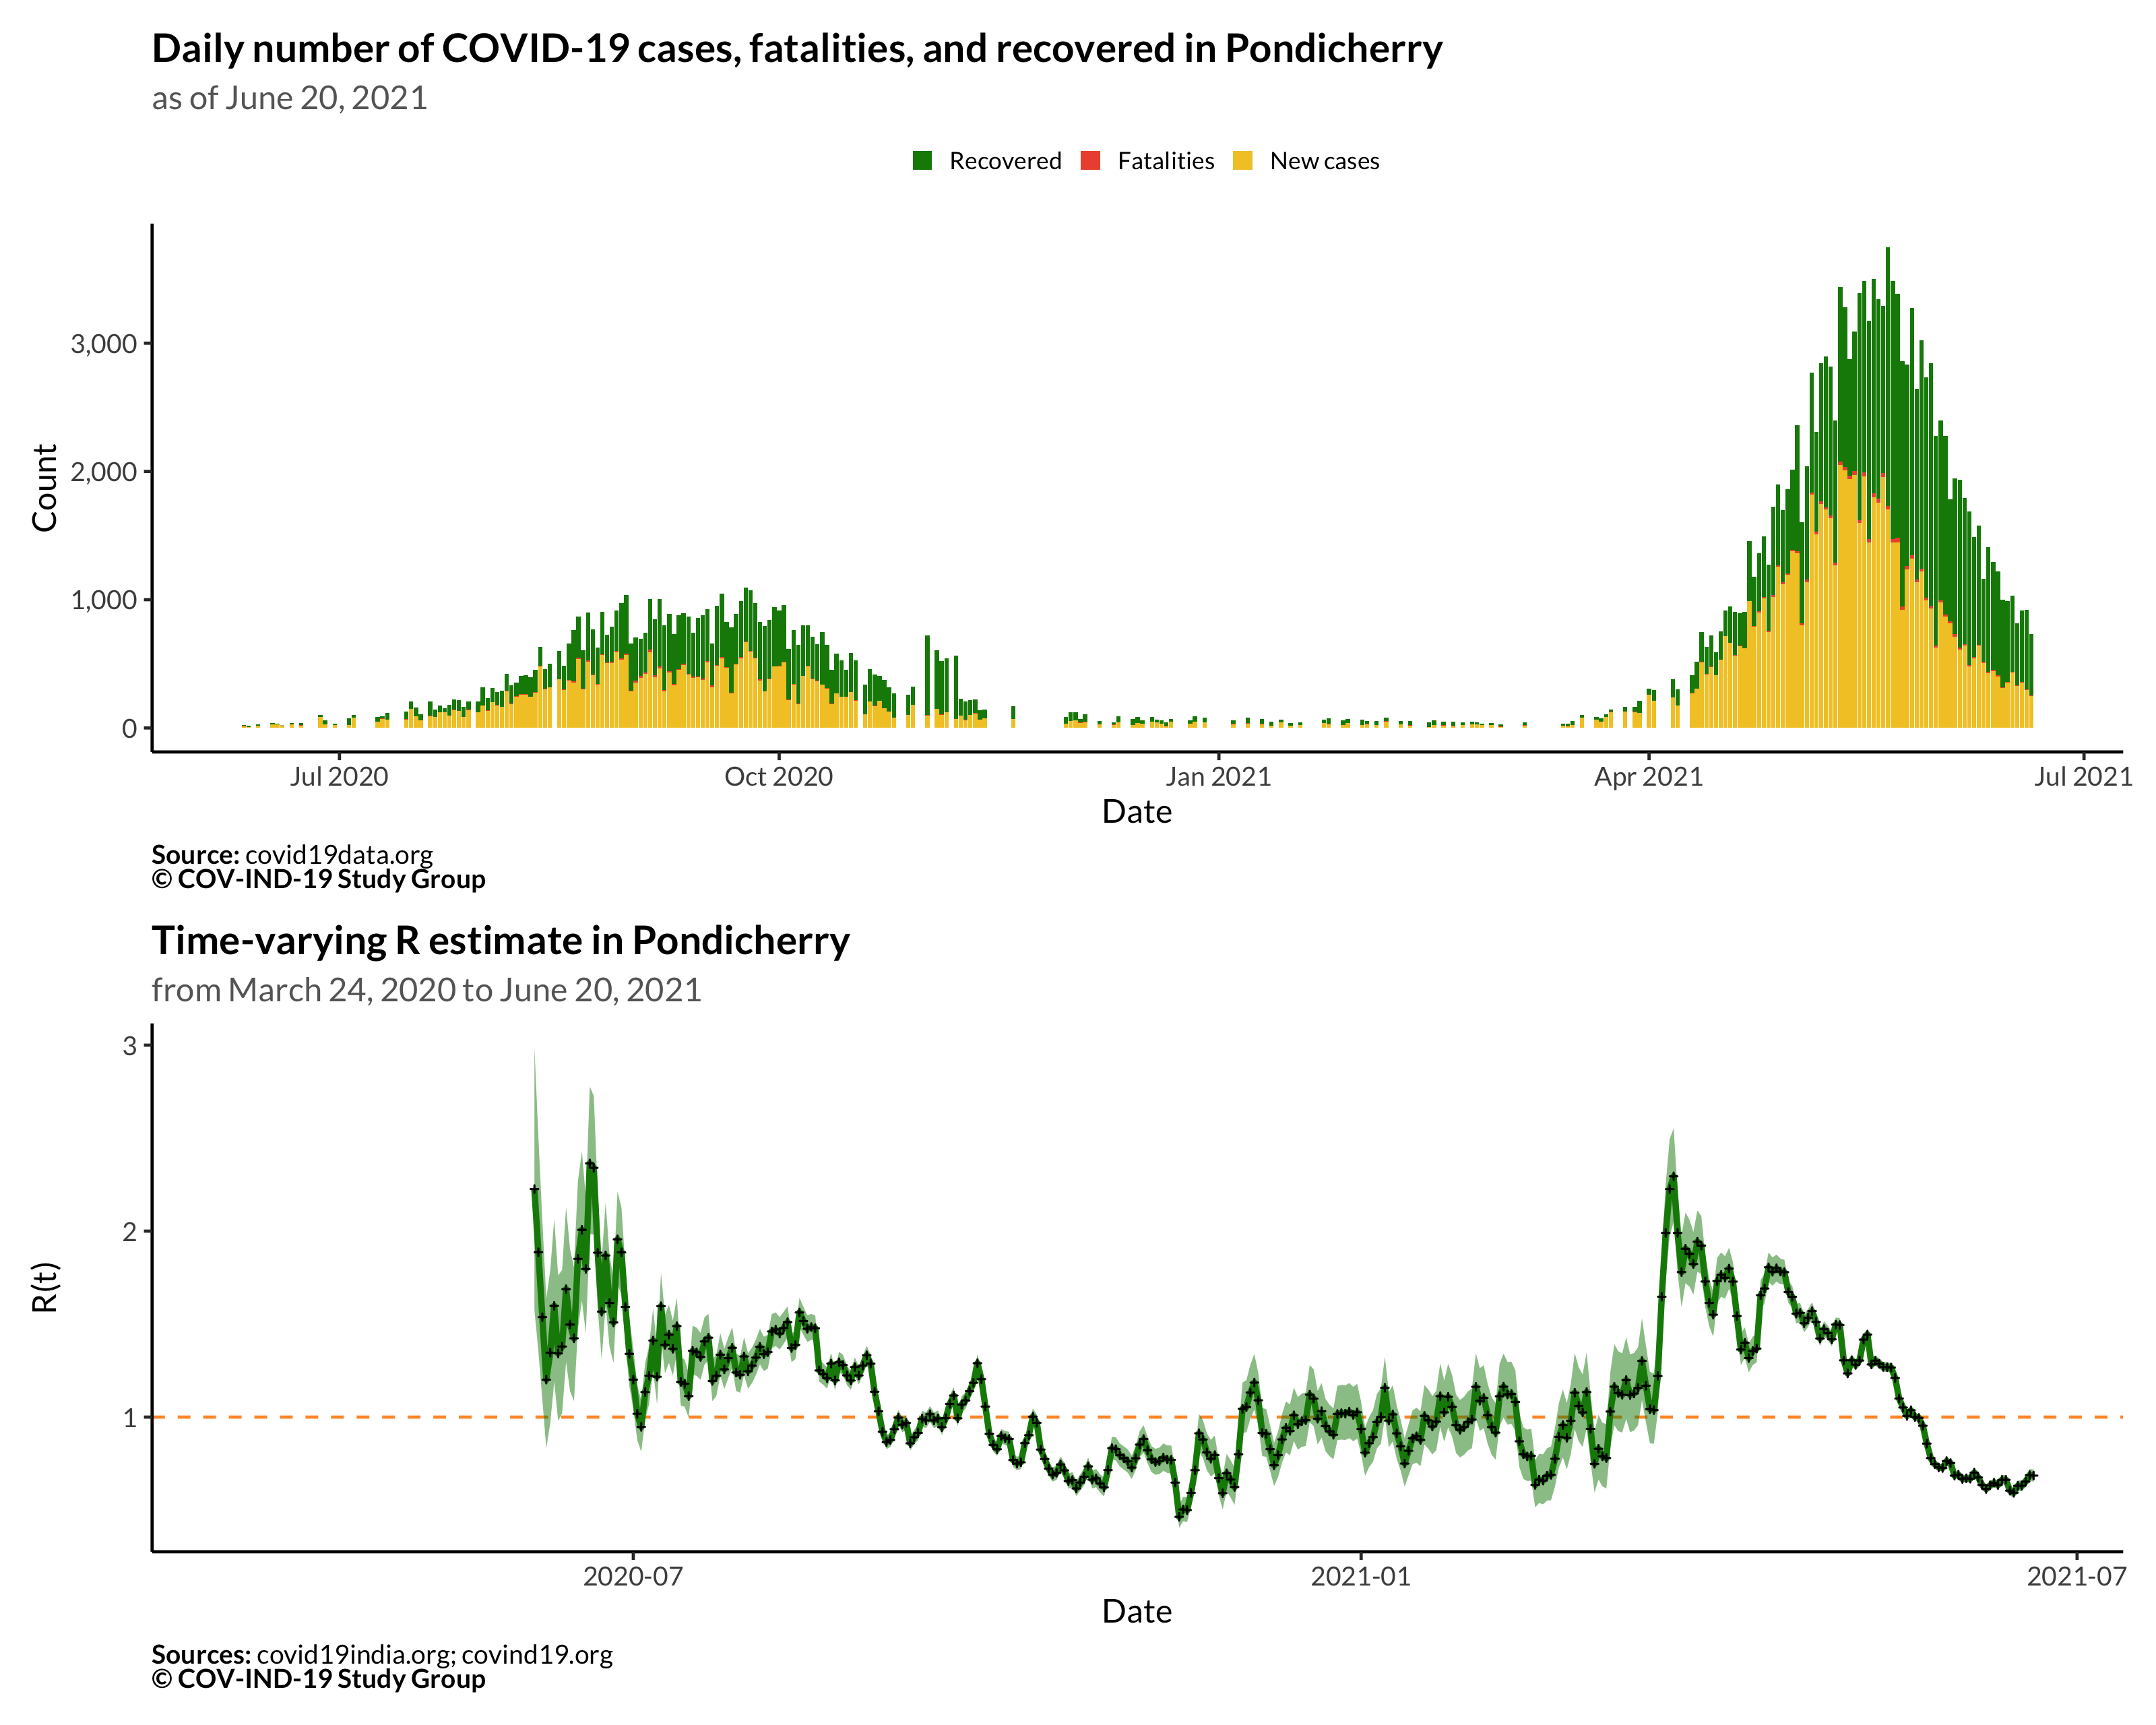 Daily number of COVID-19 cases, fatalities, and recovered in Pondicherry
as of June 20, 2021
Recovered Fatalities New cases
Count
3,000
2,000
1,000
0
Jul 2020 Oct 2020 Jan 2021 Apr 2021 Jul 2021
Date
Source: covid19data.org
© COV-IND-19 Study Group
Time-varying R estimate in Pondicherry
from March 24, 2020 to June 20, 2021
R(t)
3
2
1
2020-07 2021-01 2021-07
Date
Sources: covid19india.org; covind19.org
© COV-IND-19 Study Group